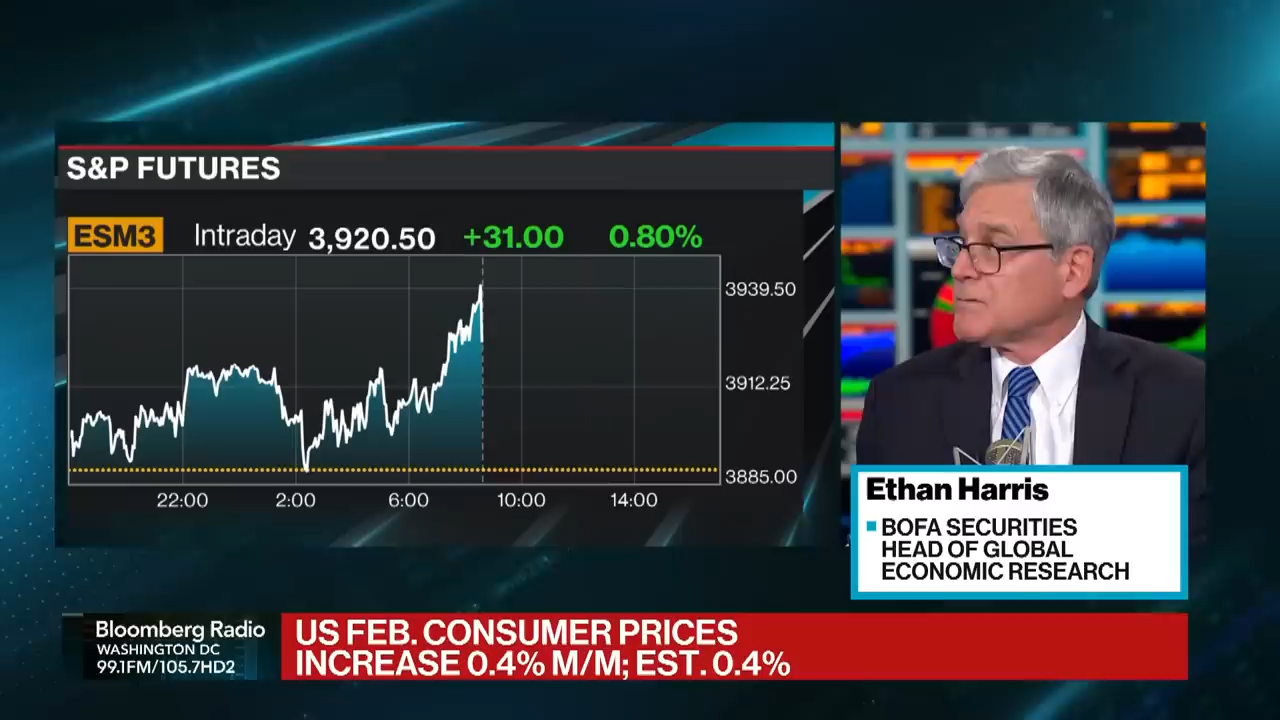 S&P FUTURES
ESM3 Intraday 3,920.50 +31.00 0.80%
3939.50
3912.25
3885.00
22:00 2:00 6:00 10:00 14:00
Ethan Harris
BOFA SECURITIES
HEAD OF GLOBAL
ECONOMIC RESEARCH
Bloomberg Radio
WASHINGTON DC
99.1FM/105.7HD2
US FEB. CONSUMER PRICES
INCREASE 0.4% M/M; EST. 0.4%